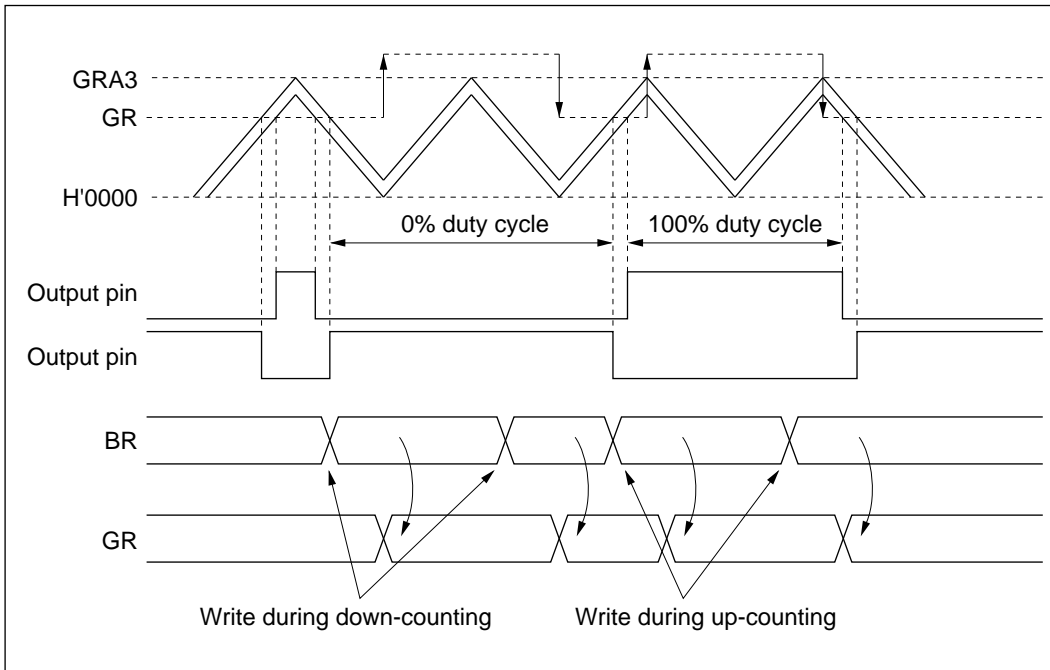 GRA3
GR
H'0000
0% duty cycle
100% duty cycle
Output pin
Output pin
BR
GR
Write during down-counting
Write during up-counting